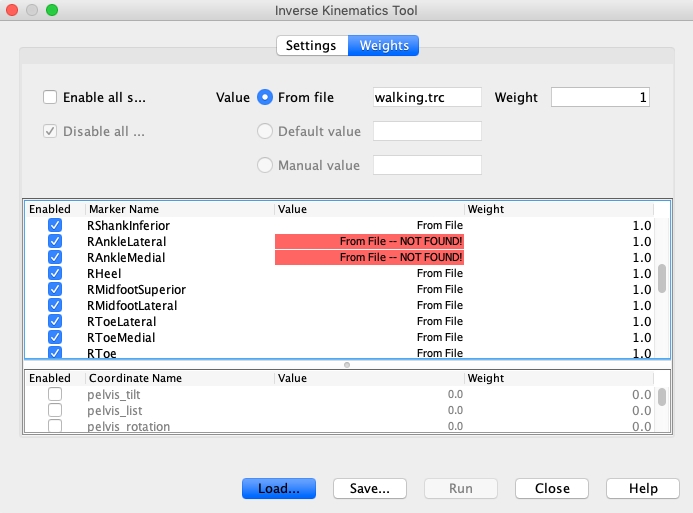 Inverse Kinematics Tool
Settings Weights
Enable all s... Value From file walking.trc Weight 1
Disable all ... Default value
Manual value
Enabled Marker Name Value Weight
RShankInferior From File 1.0
RAnkleLateral From File -- NOT FOUND! 1.0
RAnkleMedial From File -- NOT FOUND! 1.0
RHeel From File 1.0
RMidfootSuperior From File 1.0
RMidfootLateral From File 1.0
RToeLateral From File 1.0
RToeMedial From File 1.0
RToe From File 1.0
Enabled Coordinate Name Value Weight
pelvis_tilt 0.0 0.0
pelvis_list 0.0 0.0
pelvis_rotation 0.0 0.0
Load... Save... Run Close Help